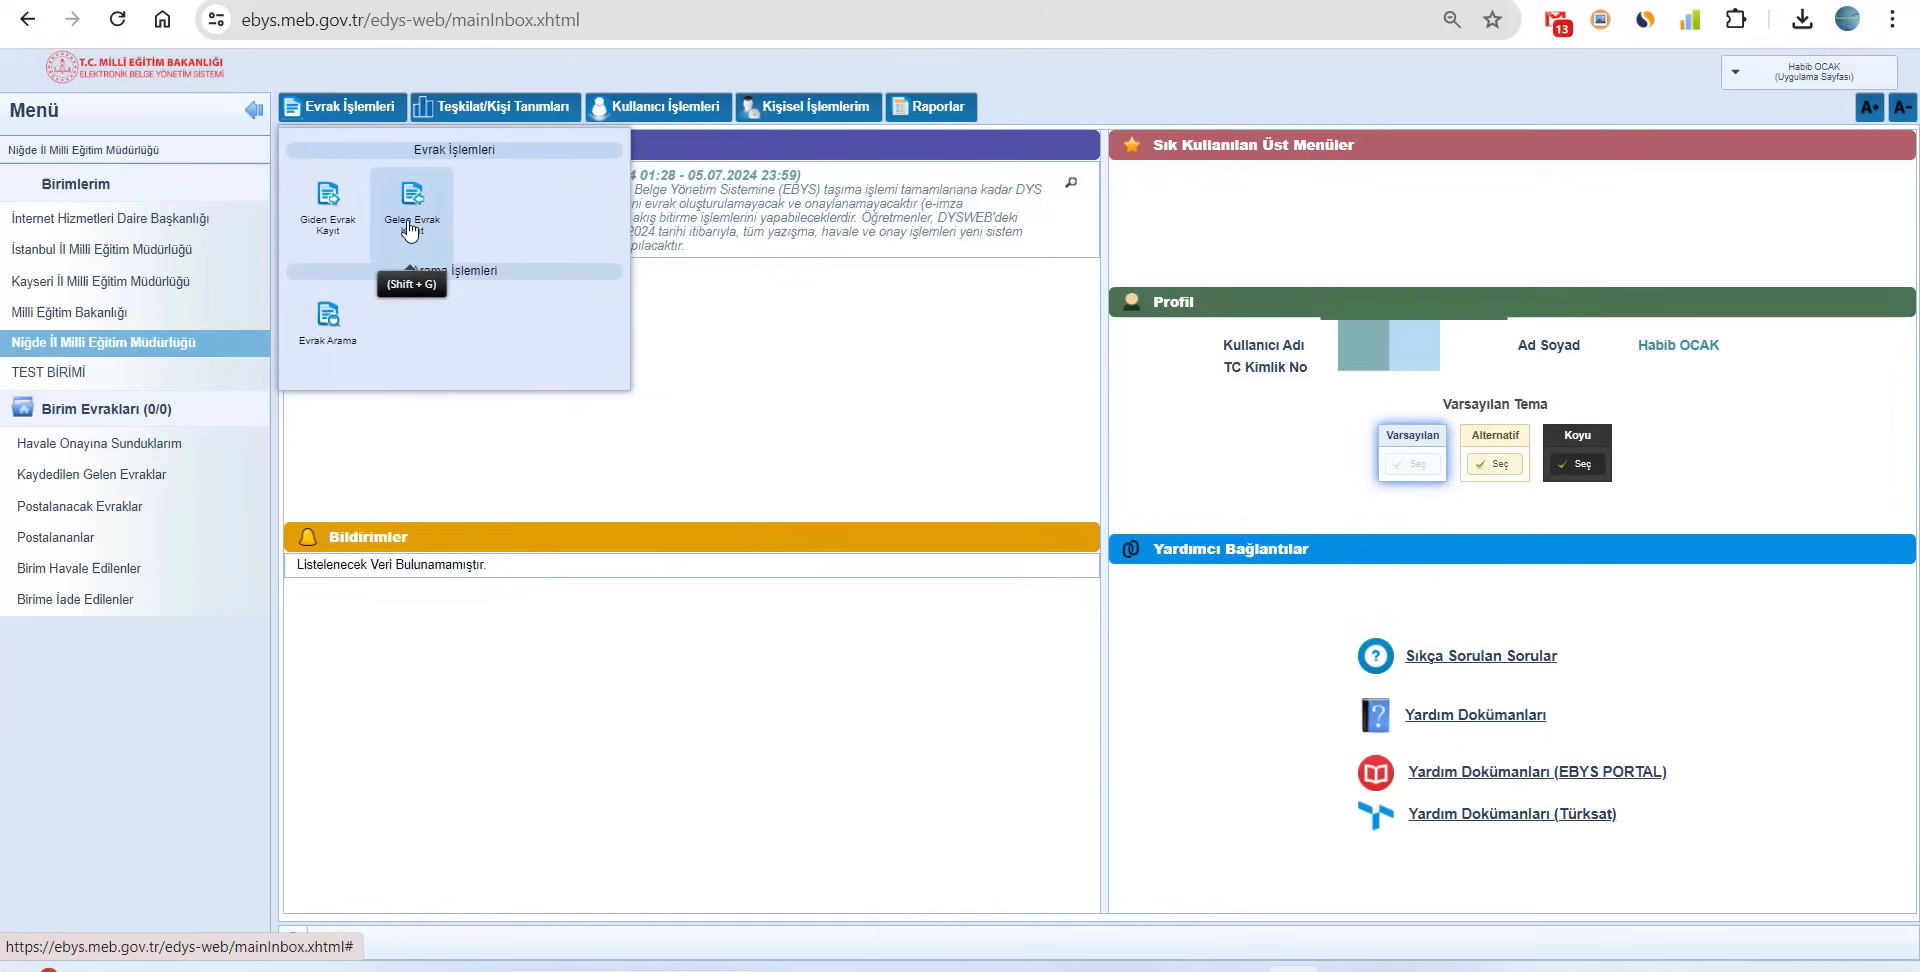 ebys.meb.gov.tr/edys-web/mainInbox.xhtml
13
T.C. MİLLÎ EĞİTİM BAKANLIĞI
ELEKTRONİK BELGE YÖNETİM SİSTEMİ
Habib OCAK
(Uygulama Sayfası)
Menü
Evrak İşlemleri
Teşkilat/Kişi Tanımları
Kullanıcı İşlemleri
Kişisel İşlemlerim
Raporlar
A+
A-
Niğde İl Milli Eğitim Müdürlüğü
Birimlerim
İnternet Hizmetleri Daire Başkanlığı
İstanbul İl Milli Eğitim Müdürlüğü
Kayseri İl Milli Eğitim Müdürlüğü
Milli Eğitim Bakanlığı
Niğde İl Milli Eğitim Müdürlüğü
TEST BİRİMİ
Birim Evrakları (0/0)
Havale Onayına Sunduklarım
Kaydedilen Gelen Evraklar
Postalanacak Evraklar
Postalananlar
Birim Havale Edilenler
Birime İade Edilenler
Evrak İşlemleri
Giden Evrak
Kayıt
Gelen Evrak
Arama İşlemleri
(Shift + G)
Evrak Arama
4 01:28 - 05.07.2024 23:59)
Belge Yönetim Sistemine (EBYS) taşıma işlemi tamamlanana kadar DYS
ni evrak oluşturulamayacak ve onaylanamayacaktır (e-imza
akış bitirme işlemlerini yapabileceklerdir. Öğretmenler, DYSWEB'deki
2024 tarihi itibarıyla, tüm yazışma, havale ve onay işlemleri yeni sistem
pılacaktır.
Bildirimler
Listelenecek Veri Bulunamamıştır.
Sık Kullanılan Üst Menüler
Profil
Kullanıcı Adı
Ad Soyad
Habib OCAK
TC Kimlik No
Varsayılan Tema
Varsayılan
Alternatif
Koyu
Seç
Seç
Seç
Yardımcı Bağlantılar
Sıkça Sorulan Sorular
Yardım Dokümanları
Yardım Dokümanları (EBYS PORTAL)
Yardım Dokümanları (Türksat)
https://ebys.meb.gov.tr/edys-web/mainInbox.xhtml#